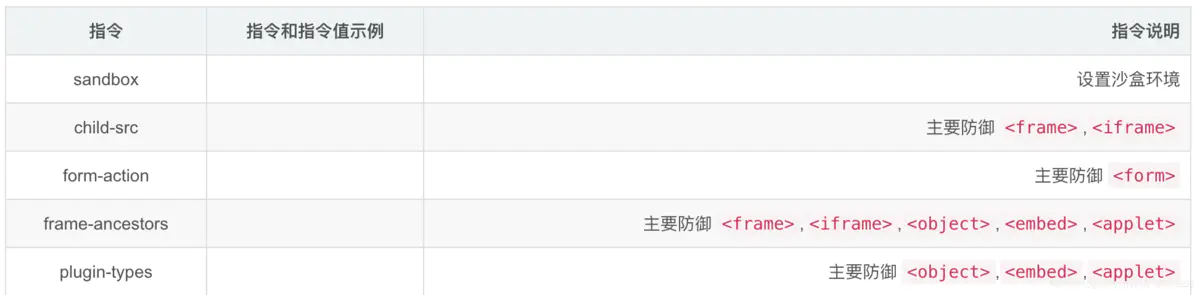 指令 指令和指令值示例 指令说明
sandbox 设置沙盒环境
child-src 主要防御 <frame>,<iframe>
form-action 主要防御 <form>
frame-ancestors 主要防御 <frame>,<iframe>,<object>,<embed>,<applet>
plugin-types 主要防御 <object>,<embed>,<applet>